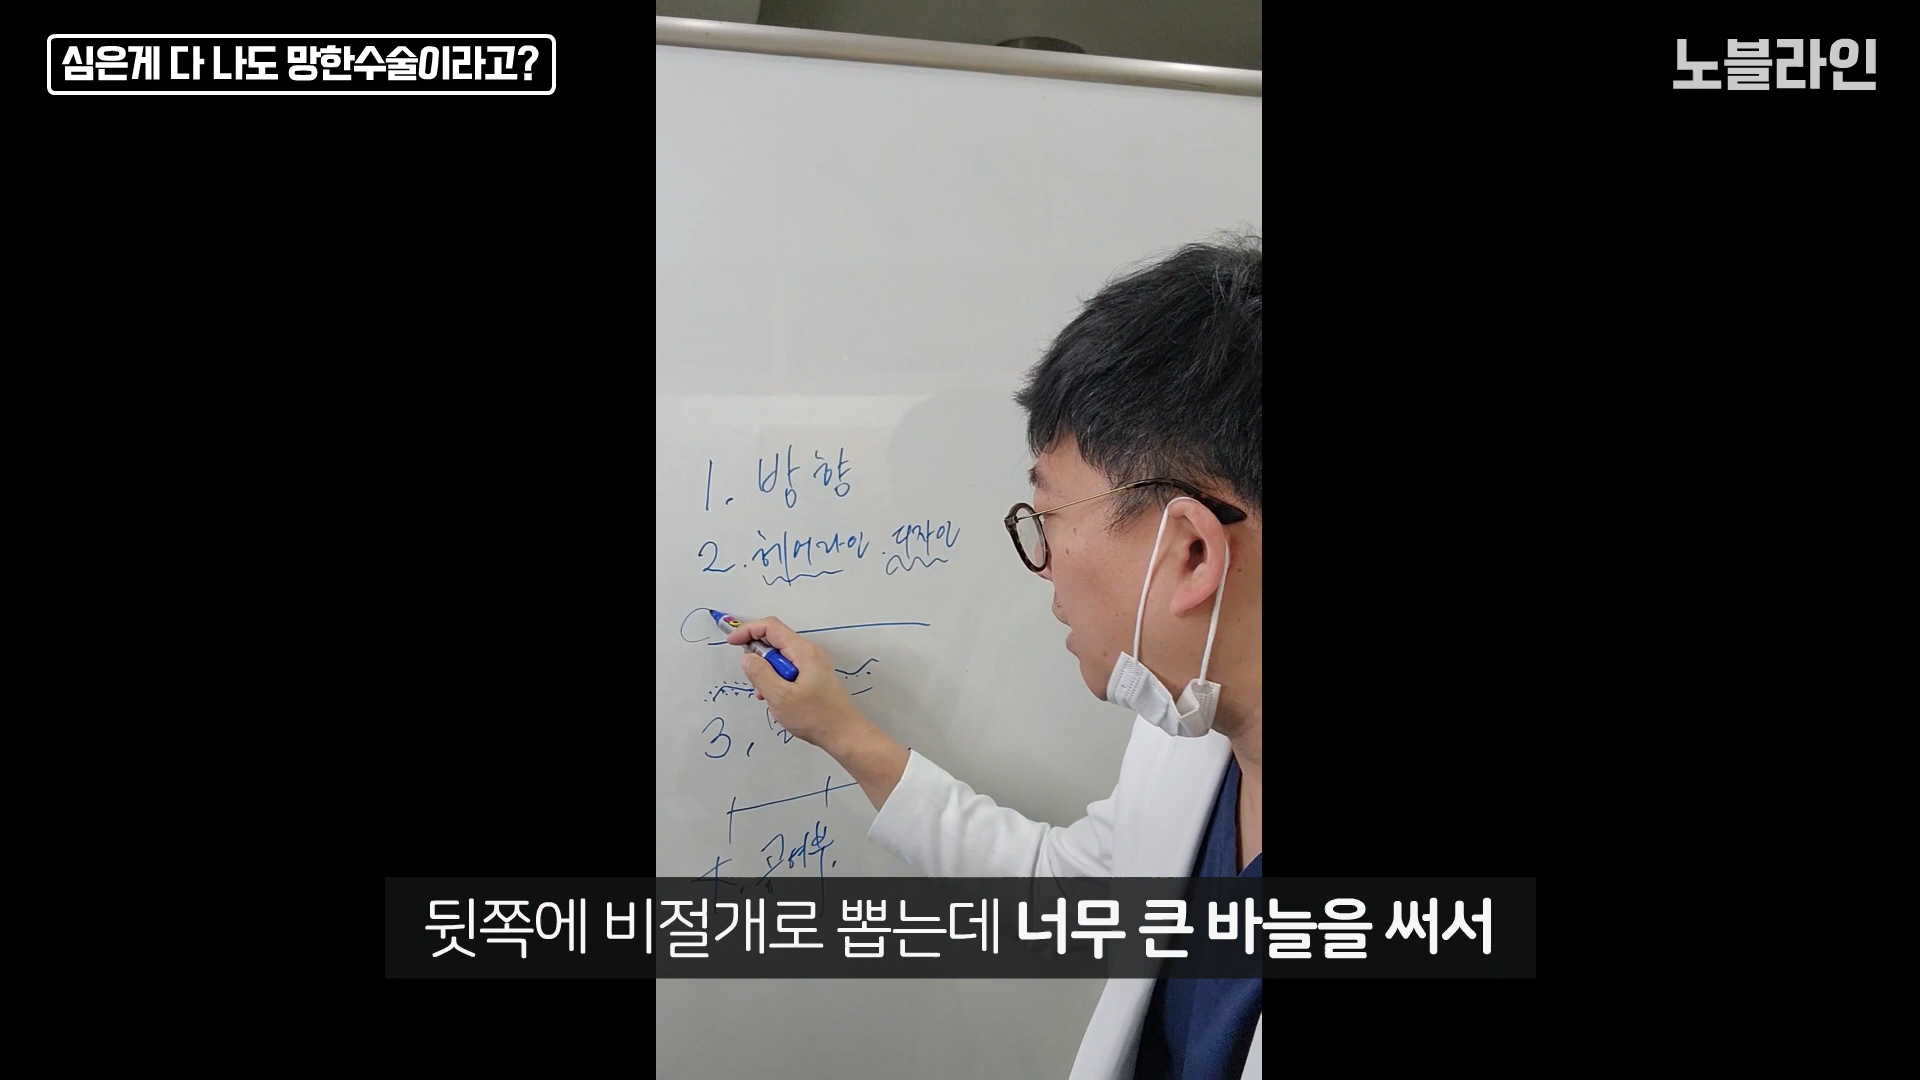 심은게 다 나도 망한수술이라고?
노블라인
1. 방향
2. 헤어라인 디자인
3.
4. 공여부.
뒷쪽에 비절개로 뽑는데 너무 큰 바늘을 써서